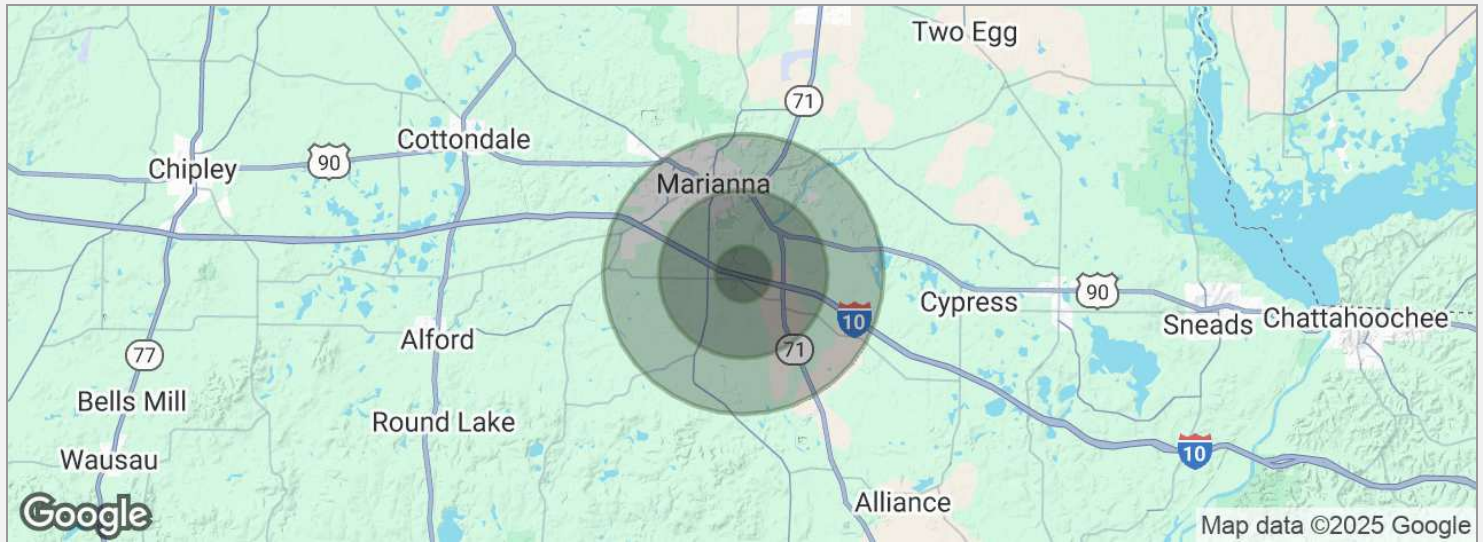 Two Egg
71
Cottondale
90
Chipley
Marianna
Cypress
90
10
Sneads
Chattahoochee
Alford
71
77
Bells Mill
Round Lake
Wausau
10
Alliance
Google
Map data ©2025 Google